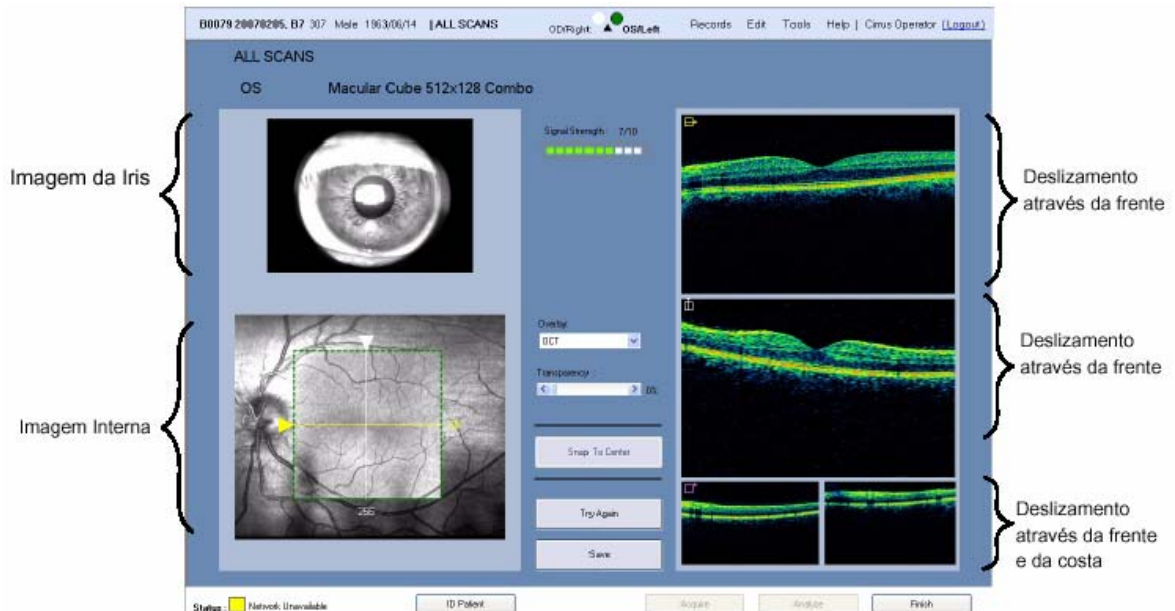 B0079 20070205, B7 307 Male 1963/06/14 | ALL SCANS
OD/Right OS/Left
Records Edit Tools Help | Cirrus Operator (Logout)
ALL SCANS
OS Macular Cube 512x128 Combo
Imagem da Iris
Signal Strength 7/10
Deslizamento
através da frente
Imagem Interna
255
Overlay:
OCT
Transparency :
0%
Snap To Center
Try Again
Save
Deslizamento
através da frente
Deslizamento
através da frente
e da costa
Status : Network Unavailable
ID Patient
Acquire
Analyze
Finish